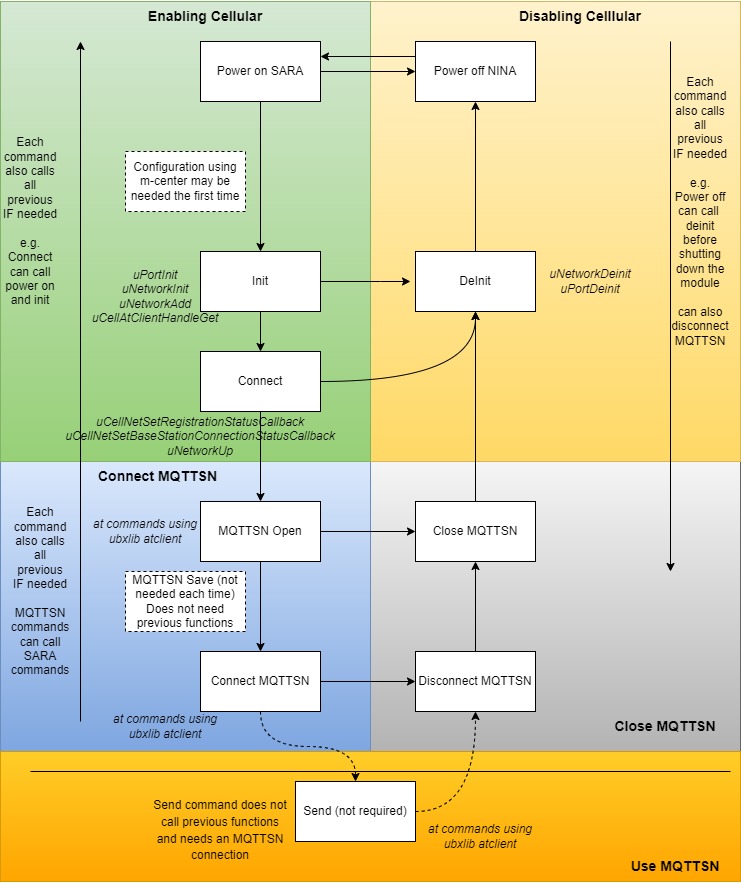 Enabling Cellular
Disabling Celllular
Power on SARA
Power off NINA
Each
command
also calls
all
previous
IF needed
e.g.
Connect
can call
power on
and init
Configuration using
m-center may be
needed the first time
Each
command
also calls
all
previous
IF needed
e.g.
Power off
can call
deinit
before
shutting
down the
module
can also
disconnect
MQTTSN
uPortInit
uNetworkInit
uNetworkAdd
uCellAtClientHandleGet
Init
DeInit
uNetworkDeinit
uPortDeinit
Connect
uCellNetSetRegistrationStatusCallback
uCellNetSetBaseStationConnectionStatusCallback
uNetworkUp
Connect MQTTSN
Each
command
also calls
all
previous
IF needed
MQTTSN
commands
can call
SARA
commands
at commands using
ubxlib atclient
MQTTSN Open
Close MQTTSN
MQTTSN Save (not
needed each time)
Does not need
previous functions
Connect MQTTSN
Disconnect MQTTSN
at commands using
ubxlib atclient
Close MQTTSN
Send command does not
call previous functions
and needs an MQTTSN
connection
Send (not required)
at commands using
ubxlib atclient
Use MQTTSN